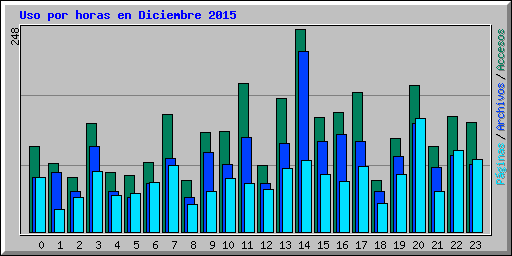 Uso por horas en Diciembre 2015
248
Páginas / Archivos / Accesos
0 1 2 3 4 5 6 7 8 9 10 11 12 13 14 15 16 17 18 19 20 21 22 23